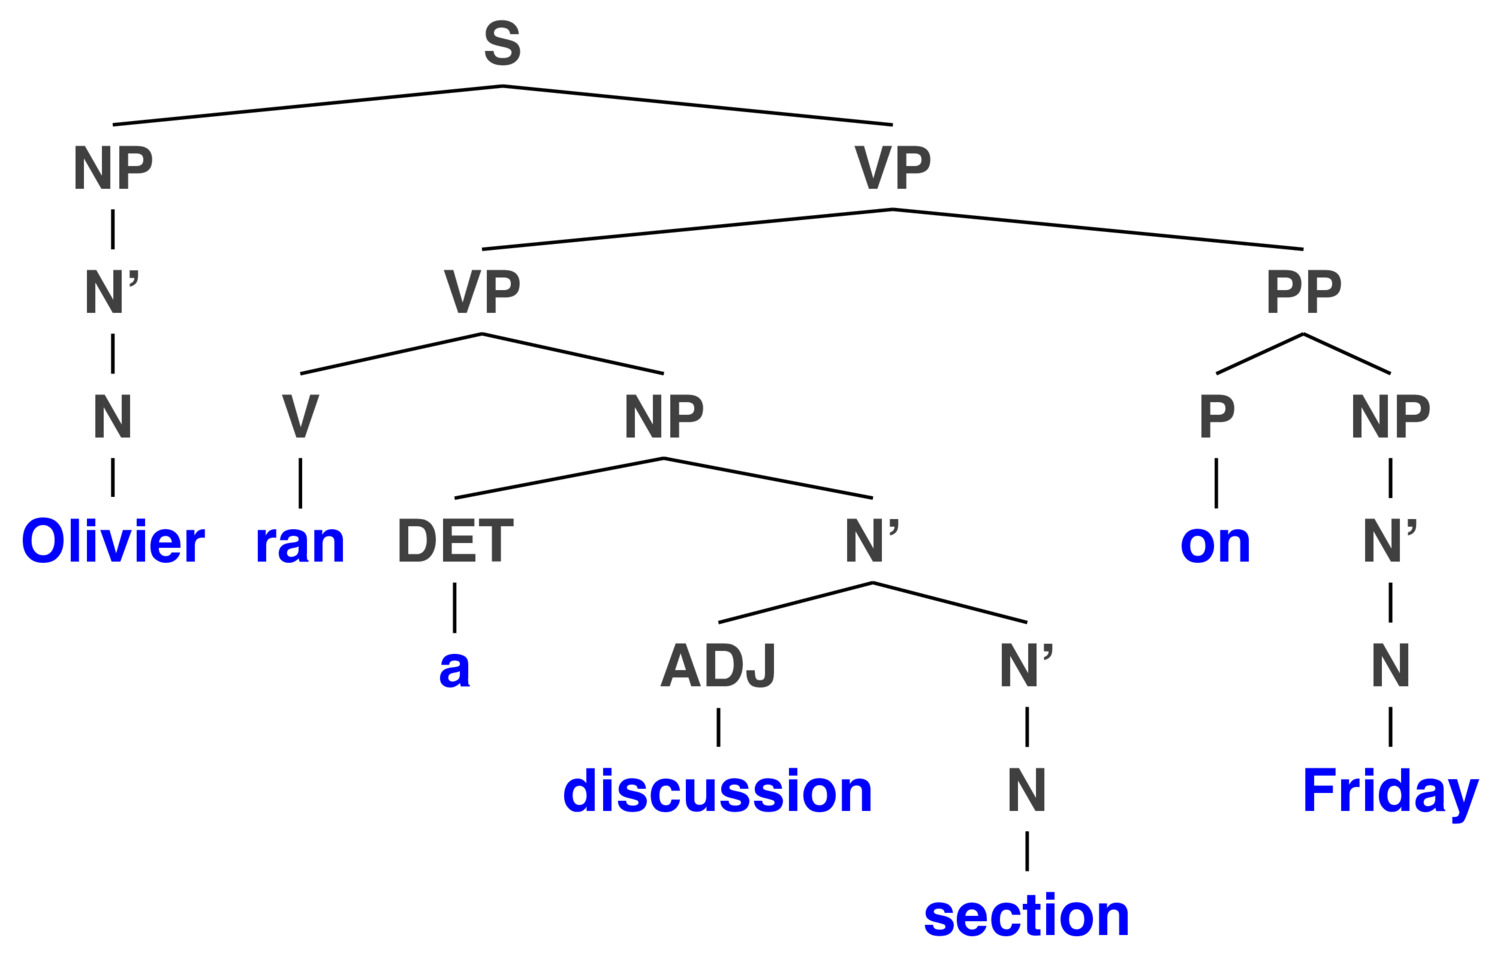 S
NP VP
N’ VP PP
N V NP P NP
Olivier ran DET N’ on N’
a ADJ N’ N
discussion N Friday
section